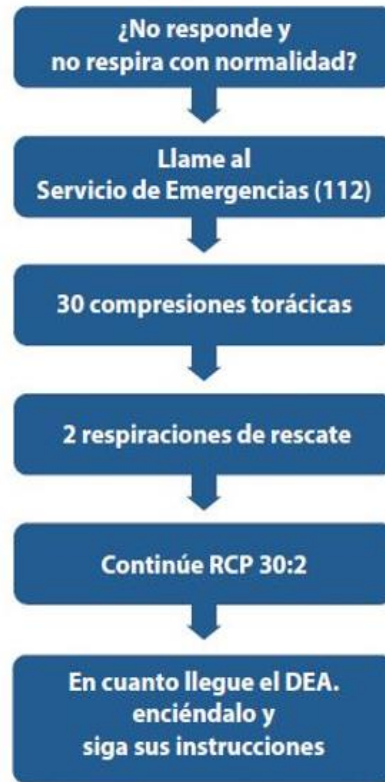 ¿No responde y
no respira con normalidad?
Llame al
Servicio de Emergencias (112)
30 compresiones torácicas
2 respiraciones de rescate
Continúe RCP 30:2
En cuanto llegue el DEA.
enciéndalo y
siga sus instrucciones